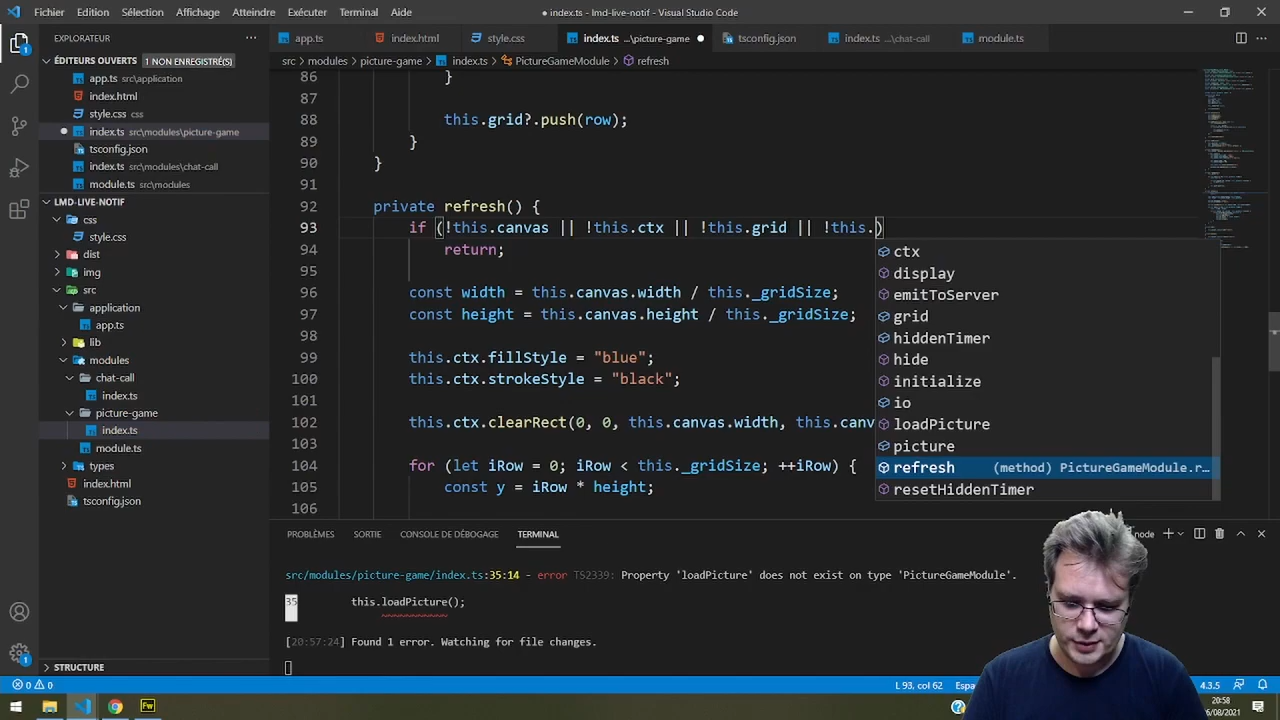 Fichier Edition Sélection Affichage Atteindre Exécuter Terminal Aide
● index.ts - lmd-live-notif - Visual Studio Code
EXPLORATEUR
app.ts index.html style.css index.ts ...\picture-game tsconfig.json index.ts ...\chat-call module.ts
ÉDITEURS OUVERTS 1 NON ENREGISTRÉ(S)
src > modules > picture-game > index.ts > PictureGameModule > refresh
app.ts src\application
index.html
style.css css
index.ts src\modules\picture-game
tsconfig.json
index.ts src\modules\chat-call
module.ts src\modules
LMD-LIVE-NOTIF
css
style.css
dist
img
src
application
app.ts
lib
modules
chat-call
index.ts
picture-game
index.ts
module.ts
types
index.html
tsconfig.json
STRUCTURE
86 }
87
88 this.grid?.push(row);
89 }
90 }
91
92 private refresh() {
93 if (!this.canvas || !this.ctx || !this.grid || !this.)
94 return;
95
96 const width = this.canvas.width / this._gridSize;
97 const height = this.canvas.height / this._gridSize;
98
99 this.ctx.fillStyle = "blue";
100 this.ctx.strokeStyle = "black";
101
102 this.ctx.clearRect(0, 0, this.canvas.width, this.canv
103
104 for (let iRow = 0; iRow < this._gridSize; ++iRow) {
105 const y = iRow * height;
106
ctx
display
emitToServer
grid
hiddenTimer
hide
initialize
io
loadPicture
picture
refresh (method) PictureGameModule.r...
resetHiddenTimer
PROBLÈMES SORTIE CONSOLE DE DÉBOGAGE TERMINAL
node
src/modules/picture-game/index.ts:35:14 - error TS2339: Property 'loadPicture' does not exist on type 'PictureGameModule'.
35 this.loadPicture();
~~~~~~~~~~~
[20:57:24] Found 1 error. Watching for file changes.
0 0 L 93, col 62 Espa 4.3.5
20:58